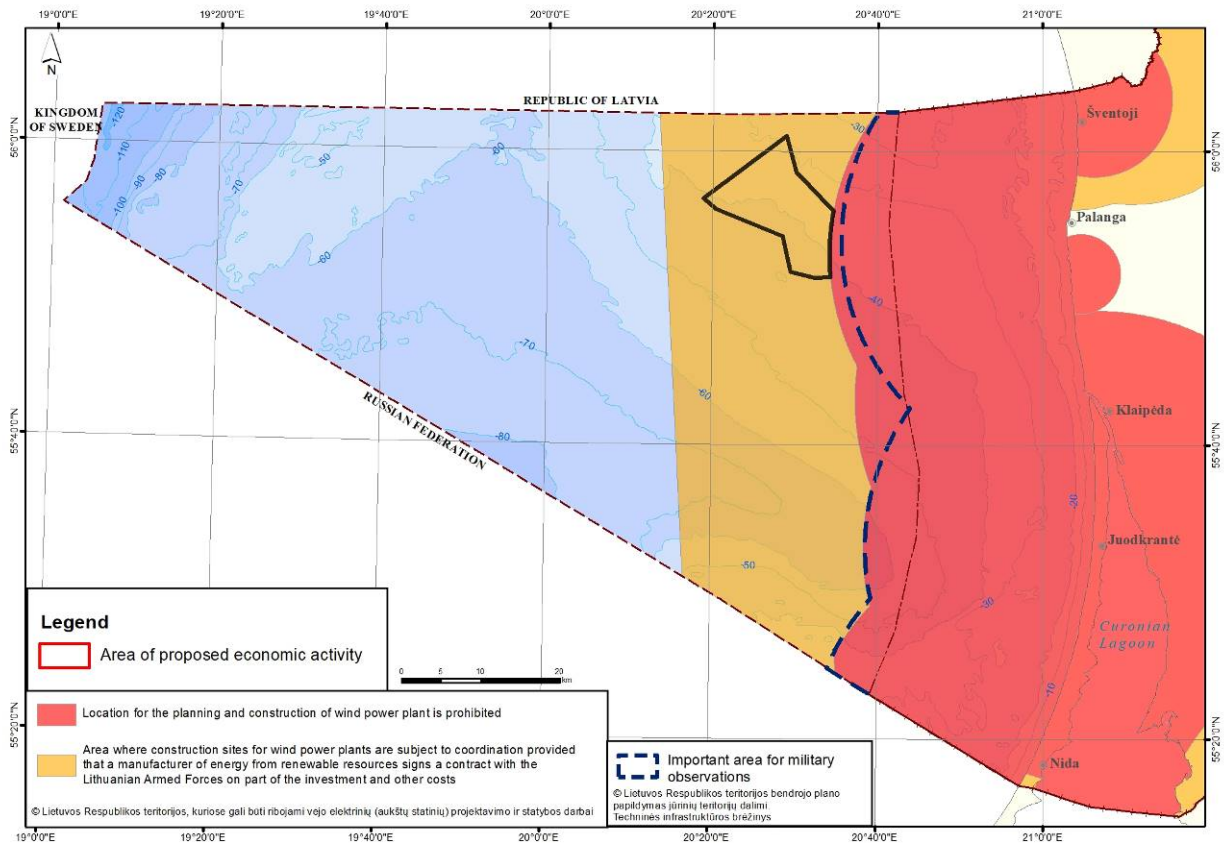 19°0'0"E
19°20'0"E
19°40'0"E
20°0'0"E
20°20'0"E
20°40'0"E
21°0'0"E
N
KINGDOM
OF SWEDEN
REPUBLIC OF LATVIA
RUSSIAN FEDERATION
56°0'0"N
55°40'0"N
55°20'0"N
56°0'0"N
55°40'0"N
55°20'0"N
-120
-110
-90
-80
-100
-70
-50
-60
-60
-30
-40
-70
-60
-80
-50
-20
-30
-10
Šventoji
Palanga
Klaipėda
Juodkrantė
Curonian
Lagoon
Nida
Legend
Area of proposed economic activity
0 5 10 20
km
Location for the planning and construction of wind power plant is prohibited
Area where construction sites for wind power plants are subject to coordination provided
that a manufacturer of energy from renewable resources signs a contract with the
Lithuanian Armed Forces on part of the investment and other costs
© Lietuvos Respulikos teritorijos, kuriose gali būti ribojami vėjo elektrinių (aukštų statinių) projektavimo ir statybos darbai
Important area for military
observations
© Lietuvos Respublikos teritorijos bendrojo plano
papildymas jūrinių teritorijų dalimi.
Techninės infrastruktūros brėžinys
19°0'0"E
19°20'0"E
19°40'0"E
20°0'0"E
20°20'0"E
20°40'0"E
21°0'0"E